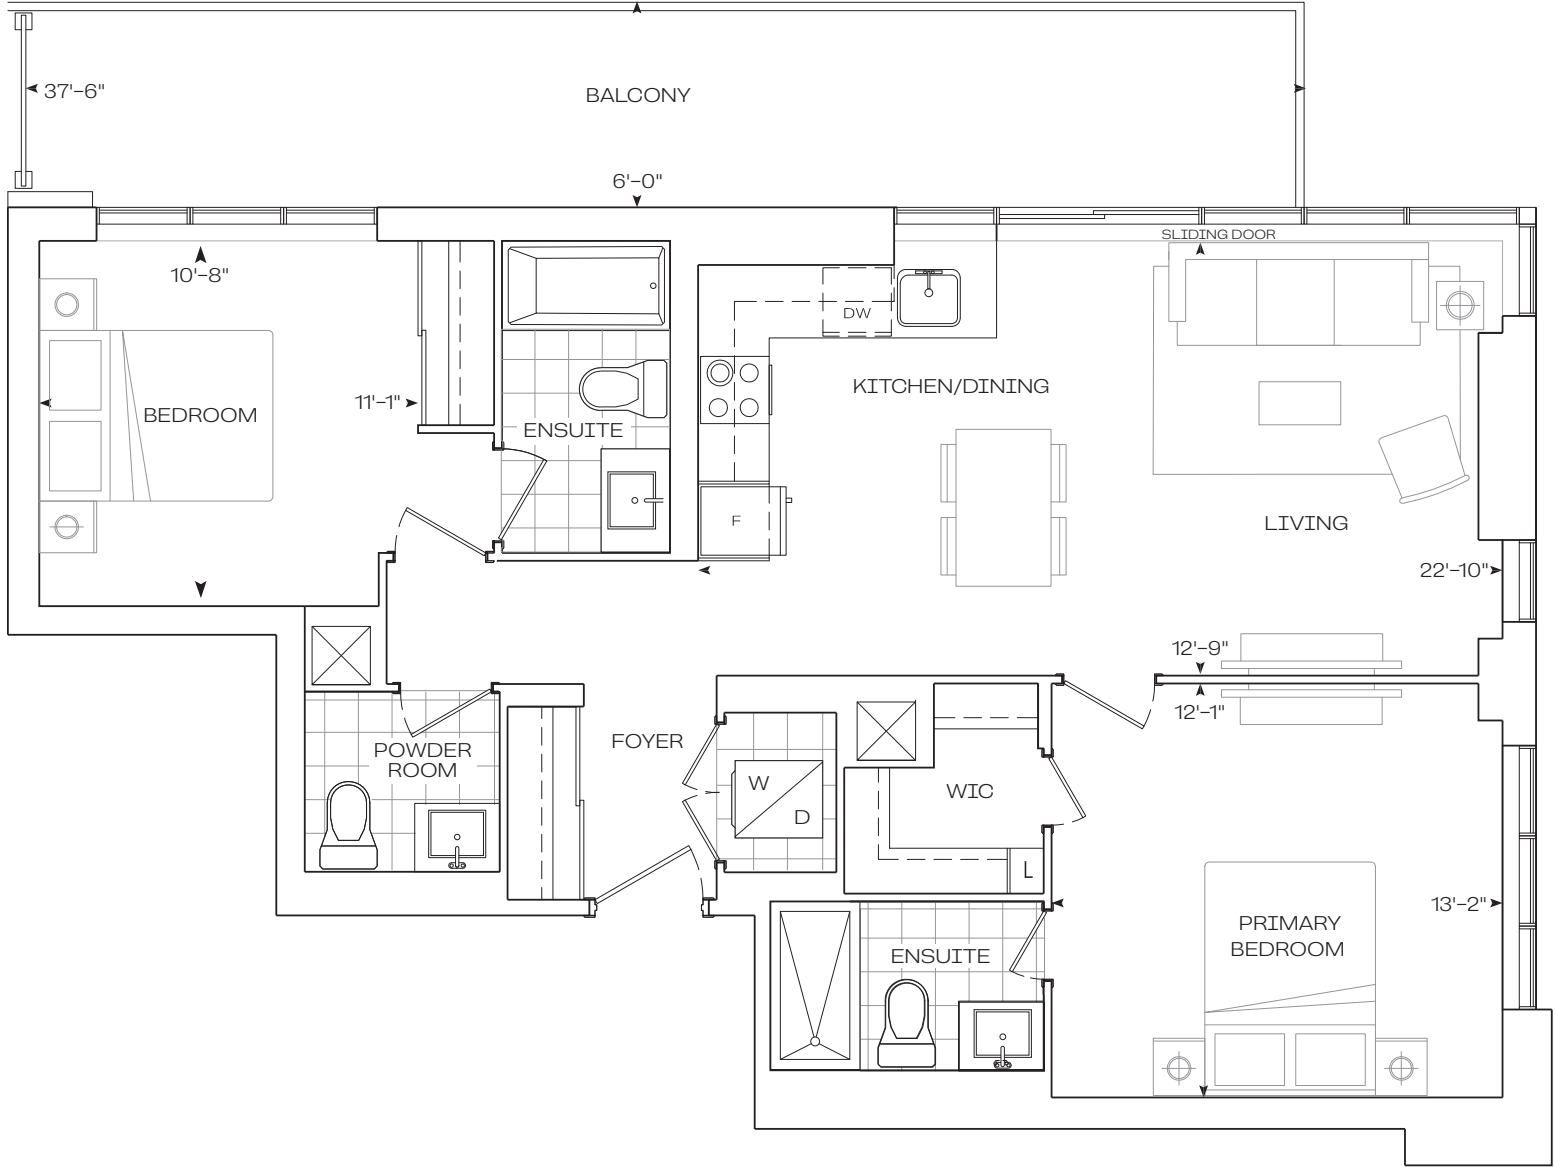 37'-6"
BALCONY
6'-0"
SLIDING DOOR
10'-8"
DW
KITCHEN/DINING
11'-1"
BEDROOM
ENSUITE
F
LIVING
22'-10"
12'-9"
12'-1"
FOYER
POWDER
ROOM
W
D
WIC
L
13'-2"
PRIMARY
BEDROOM
ENSUITE